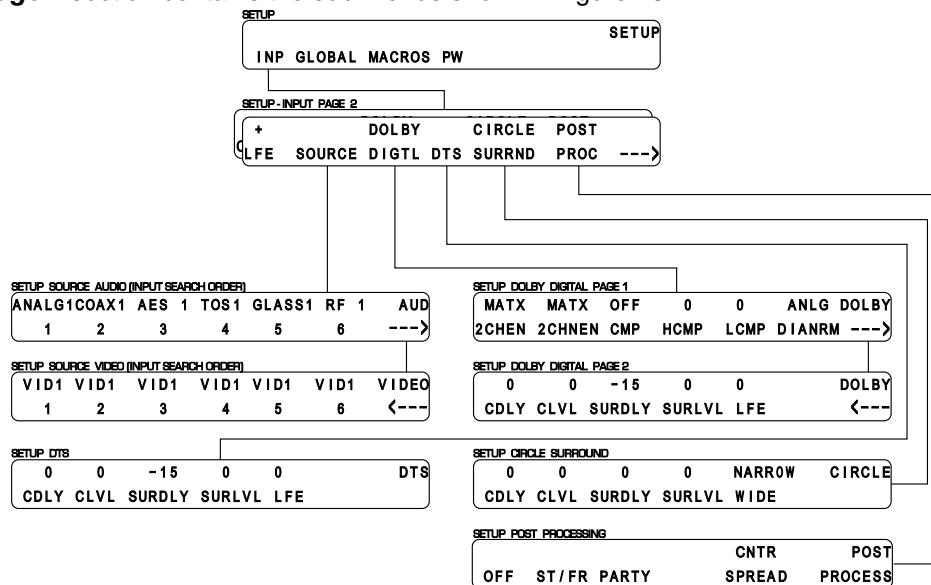 SETUP
SETUP
INP GLOBAL MACROS PW
SETUP - INPUT PAGE 2
+ DOLBY CIRCLE POST
LFE SOURCE DIGTL DTS SURRND PROC --->
SETUP SOURCE AUDIO (INPUT SEARCH ORDER)
ANALG1 COAX1 AES 1 TOS1 GLASS1 RF 1 AUD
1 2 3 4 5 6 --->
SETUP DOLBY DIGITAL PAGE 1
MATX MATX OFF 0 0 ANLG DOLBY
2CHEN 2CHNEN CMP HCMP LCMP DIANRM --->
SETUP SOURCE VIDEO (INPUT SEARCH ORDER)
VID1 VID1 VID1 VID1 VID1 VID1 VIDEO
1 2 3 4 5 6 <---
SETUP DOLBY DIGITAL PAGE 2
0 0 -15 0 0 DOLBY
CDLY CLVL SURDLY SURLVL LFE <---
SETUP DTS
0 0 -15 0 0 DTS
CDLY CLVL SURDLY SURLVL LFE
SETUP CIRCLE SURROUND
0 0 0 0 NARROW CIRCLE
CDLY CLVL SURDLY SURLVL WIDE
SETUP POST PROCESSING
CNTR POST
OFF ST/FR PARTY SPREAD PROCESS